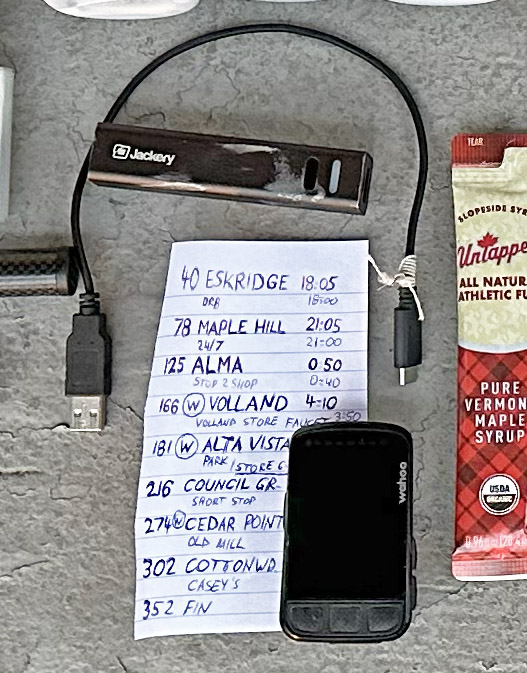 Jackery
40 ESKRIDGE 18:05
18:00
78 MAPLE HILL 21:05
24/7 21:00
125 ALMA 0:50
STOP 2 SHOP 0:40
166 W VOLLAND 4:10
VOLLAND STORE FAUCET 3:50
181 W ALTA VISTA
PARK / STORE 6
216 COUNCIL GR
SHORT STOP
274 W CEDAR POINT
OLD MILL
302 COTTONWD
CASEY'S
352 FIN
wahoo
TEAR
SLOPESIDE SYR
Untappe
ALL NATUR
ATHLETIC FU
PURE
VERMON
MAPLE
SYRUP
USDA
ORGANIC